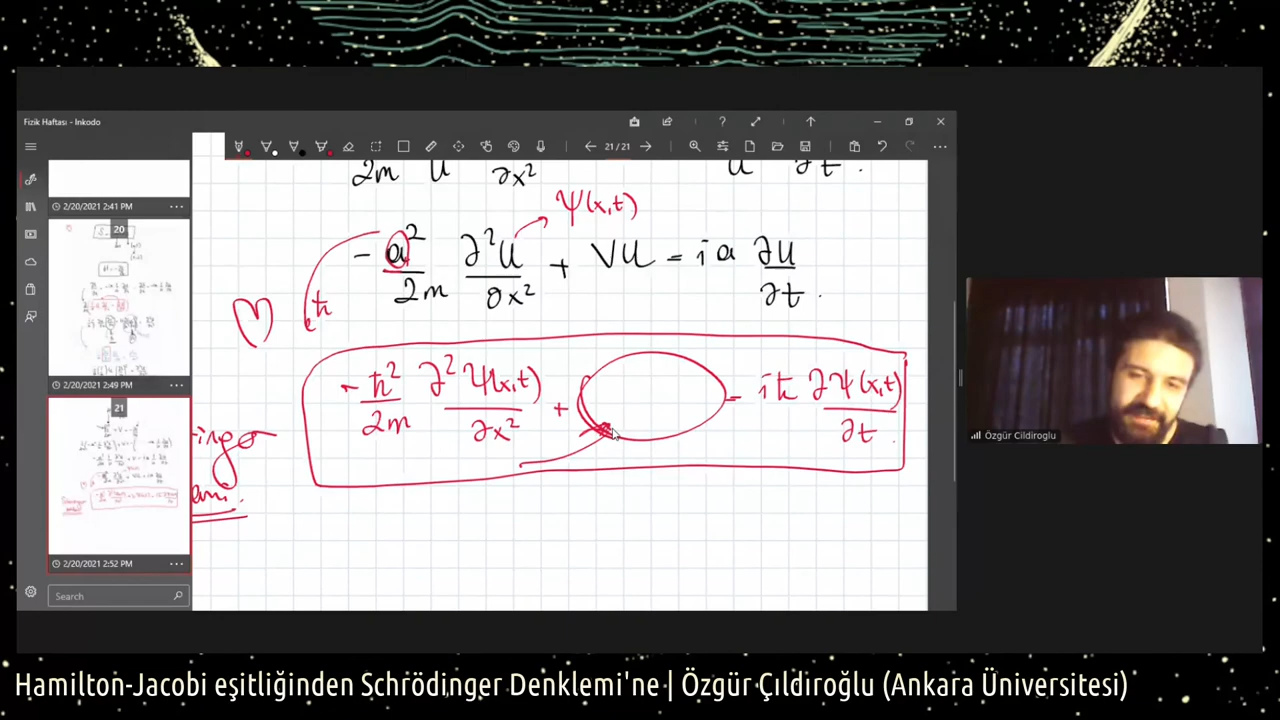 Fizik Haftası - Inkodo
21 / 21
2/20/2021 2:41 PM
20
2/20/2021 2:49 PM
21
2/20/2021 2:52 PM
Search
2m U ∂x² U ∂t .
Ψ(x,t)
- a²/2m ∂²U/∂x² + VU = i a ∂U/∂t .
ħ
- ħ²/2m ∂²Ψ(x,t)/∂x² + = iħ ∂Ψ(x,t)/∂t .
Özgür Cildiroglu
Hamilton-Jacobi eşitliğinden Schrödinger Denklemi'ne | Özgür Çıldıroğlu (Ankara Üniversitesi)